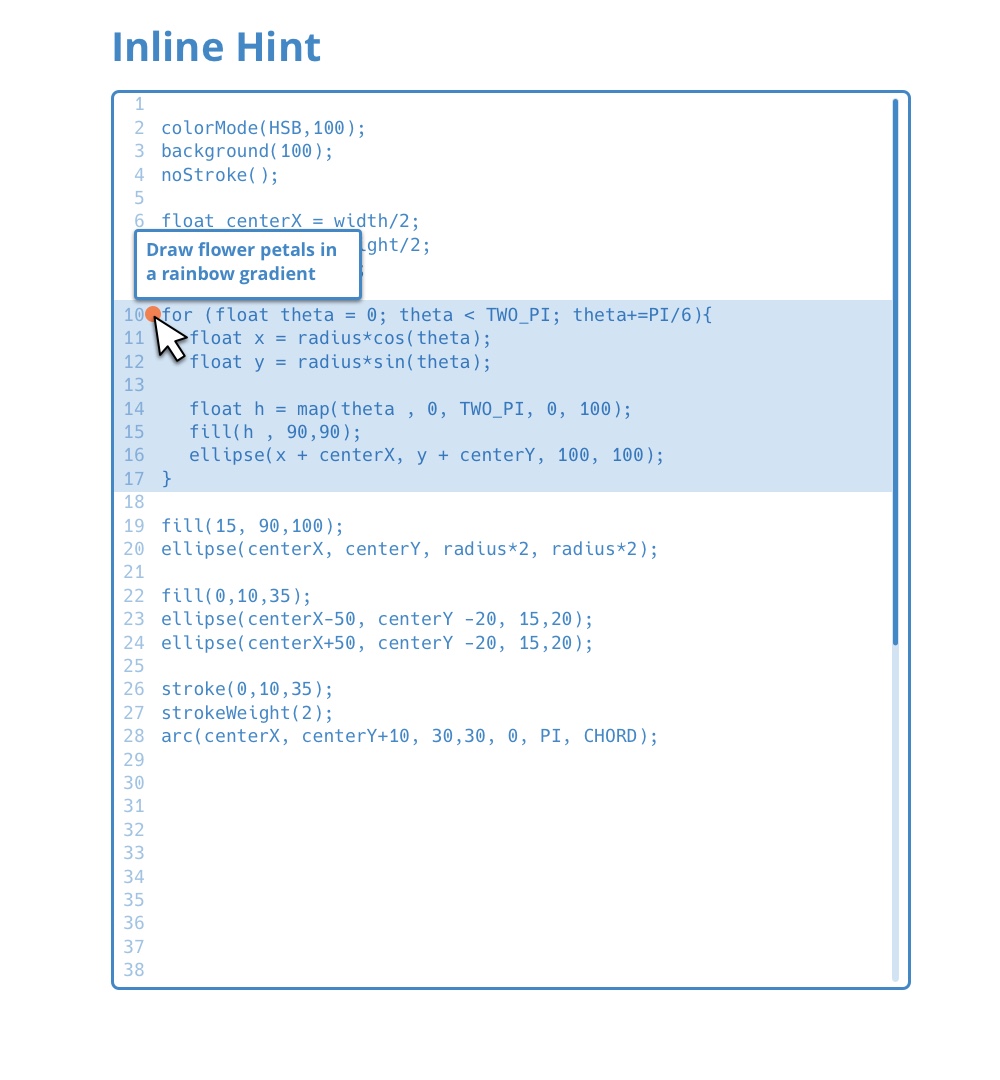 Inline Hint
1
2 colorMode(HSB,100);
3 background(100);
4 noStroke();
5
6 float centerX = width/2;
ght/2;
Draw flower petals in
a rainbow gradient
10 for (float theta = 0; theta < TWO_PI; theta+=PI/6){
11 float x = radius*cos(theta);
12 float y = radius*sin(theta);
13
14 float h = map(theta , 0, TWO_PI, 0, 100);
15 fill(h , 90,90);
16 ellipse(x + centerX, y + centerY, 100, 100);
17 }
18
19 fill(15, 90,100);
20 ellipse(centerX, centerY, radius*2, radius*2);
21
22 fill(0,10,35);
23 ellipse(centerX-50, centerY -20, 15,20);
24 ellipse(centerX+50, centerY -20, 15,20);
25
26 stroke(0,10,35);
27 strokeWeight(2);
28 arc(centerX, centerY+10, 30,30, 0, PI, CHORD);
29
30
31
32
33
34
35
36
37
38